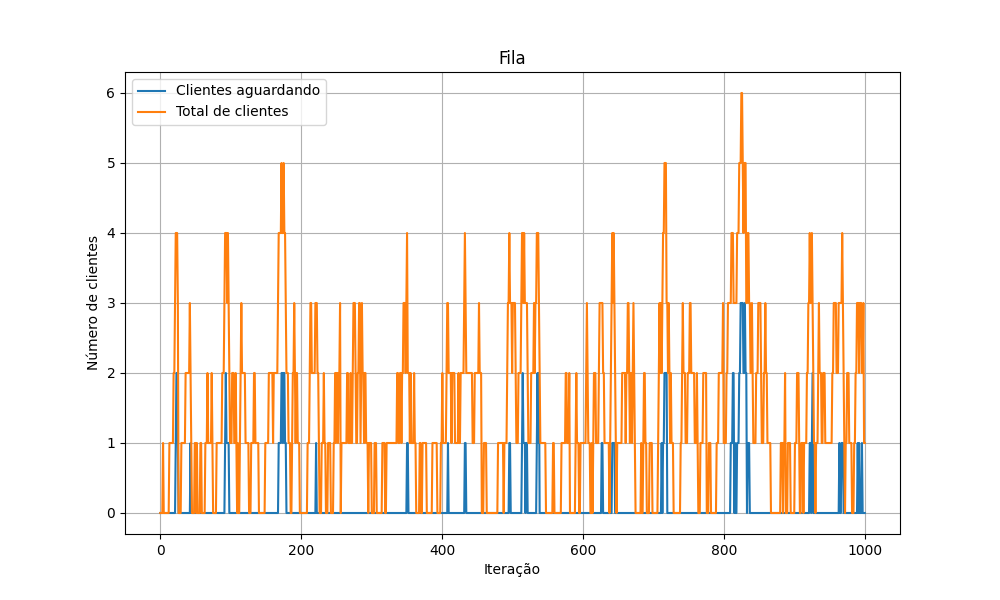 Fila
Clientes aguardando
Total de clientes
6
5
4
3
2
1
0
Número de clientes
0 200 400 600 800 1000
Iteração